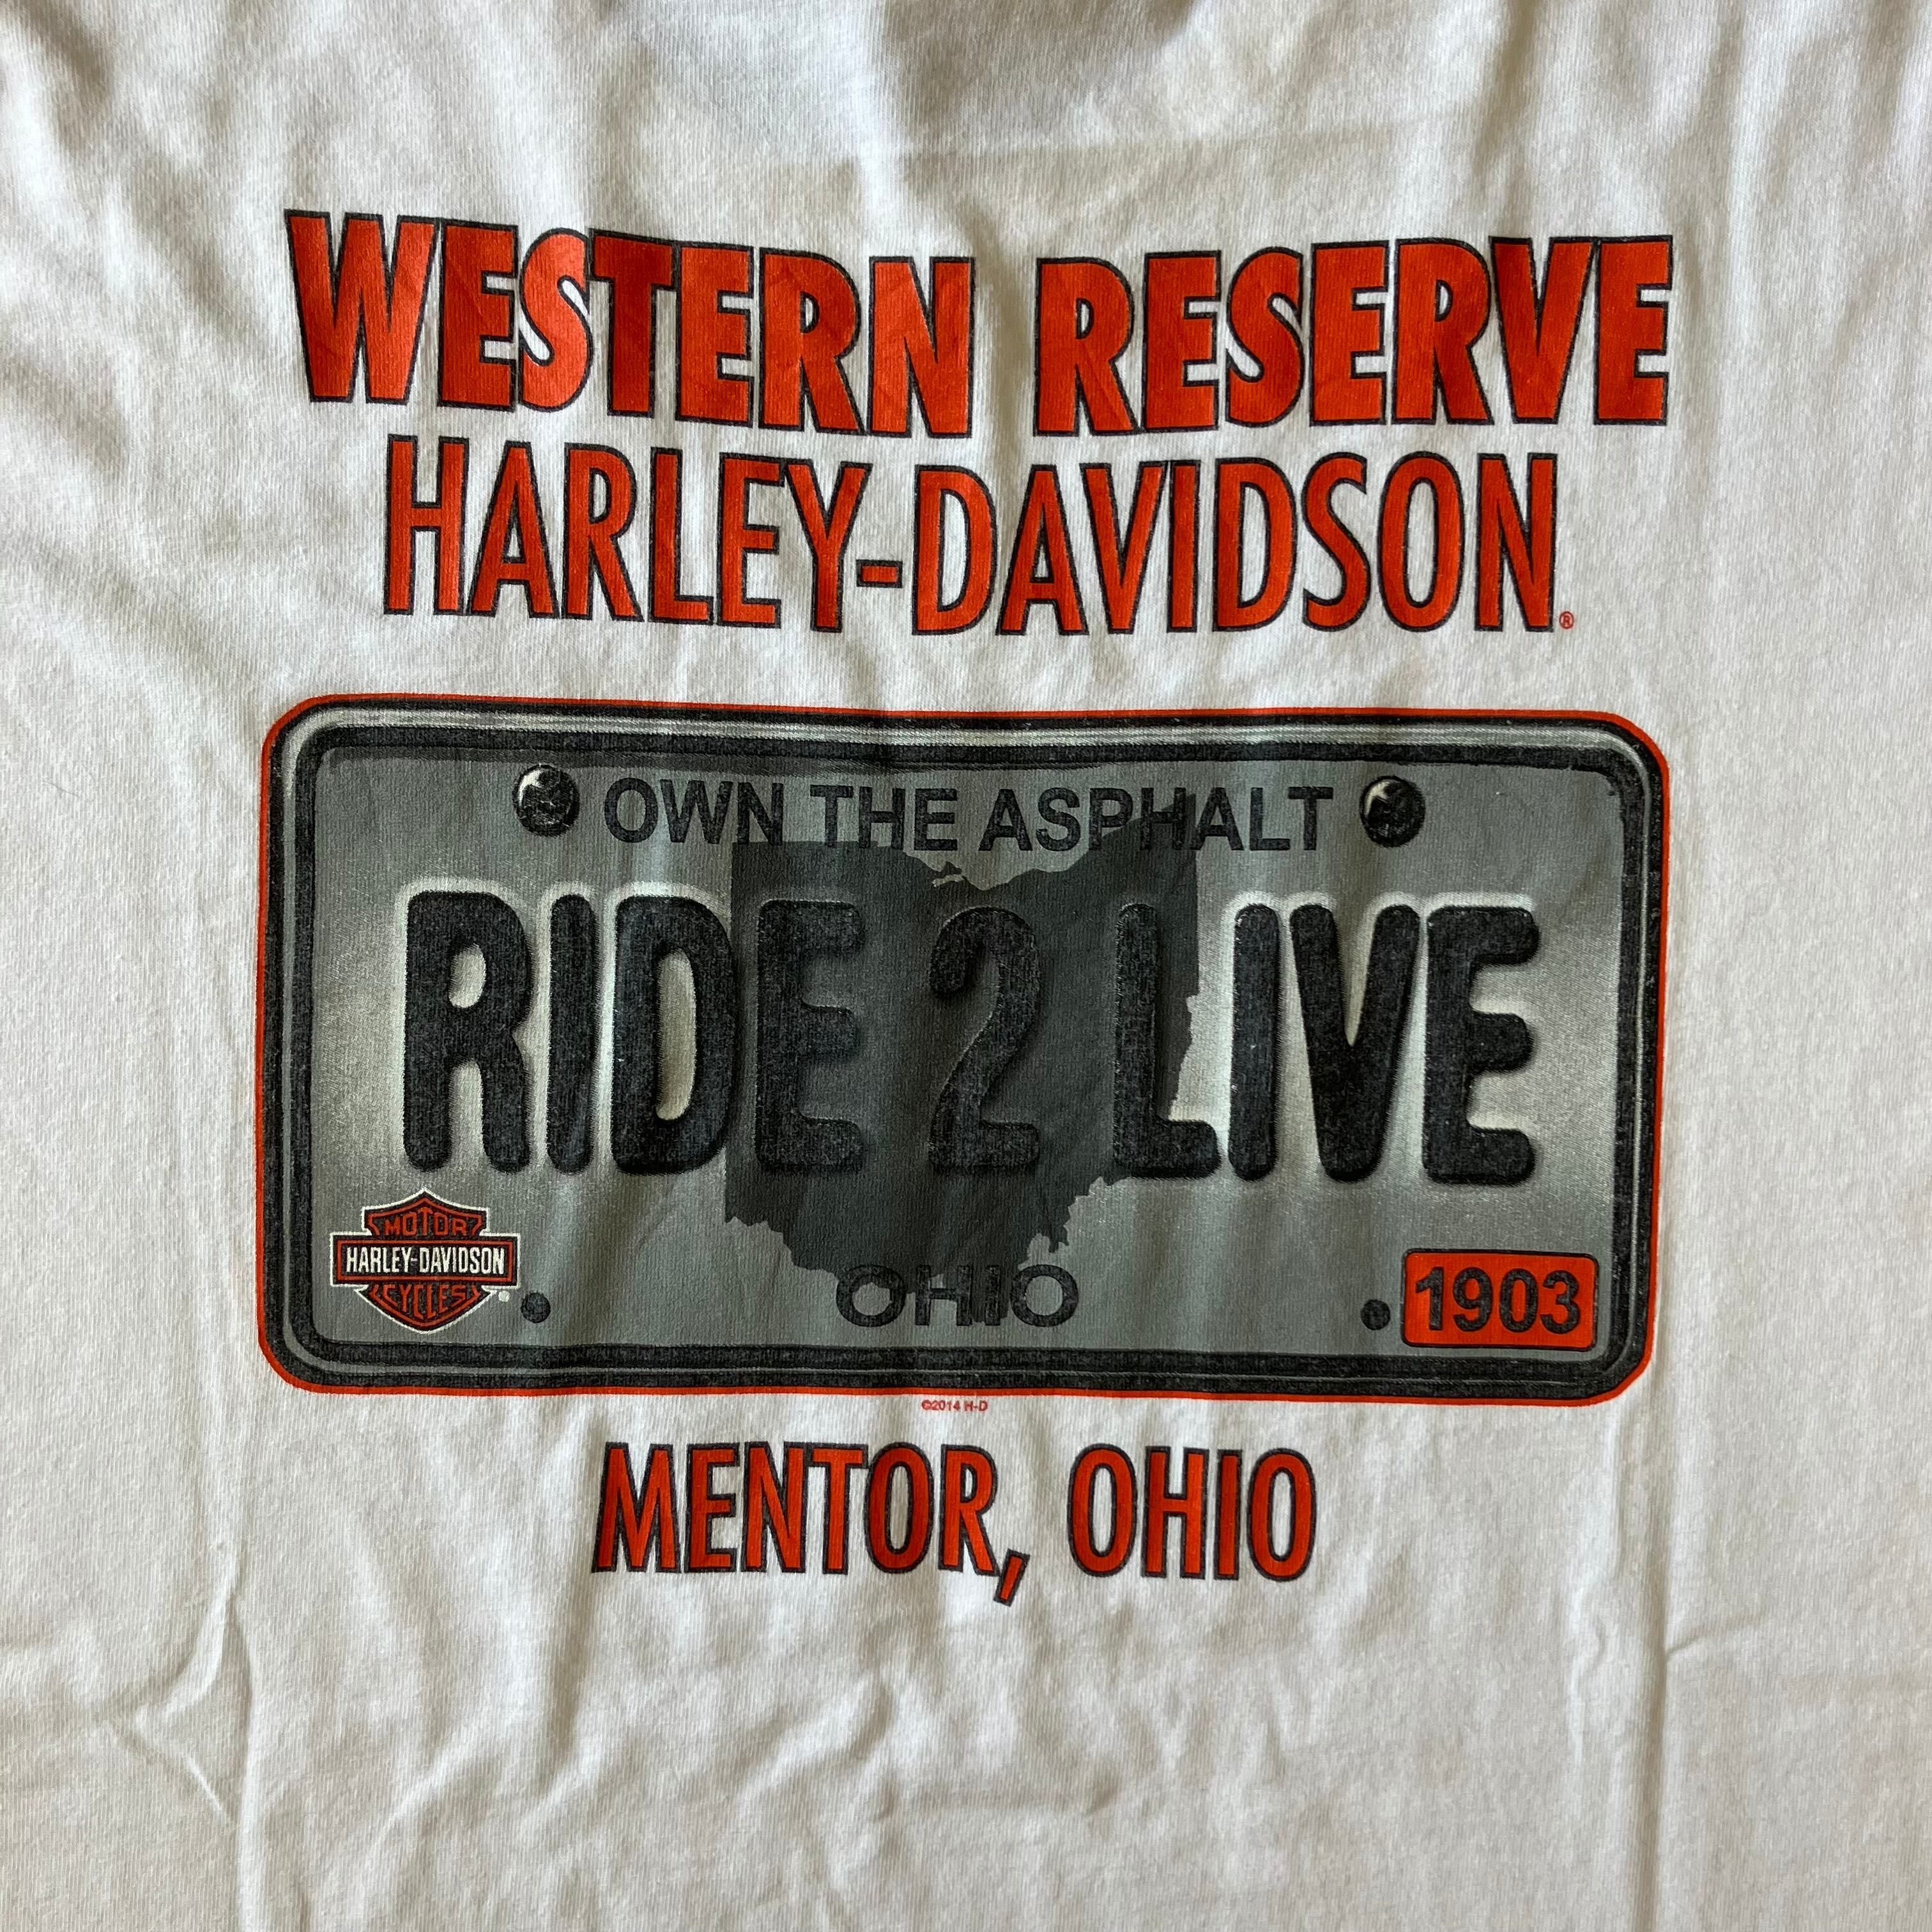 WESTERN RESERVE
HARLEY-DAVIDSON®
OWN THE ASPHALT
RIDE 2 LIVE
MOTOR
HARLEY-DAVIDSON
CYCLES
OHIO
1903
©2014 H-D
MENTOR, OHIO